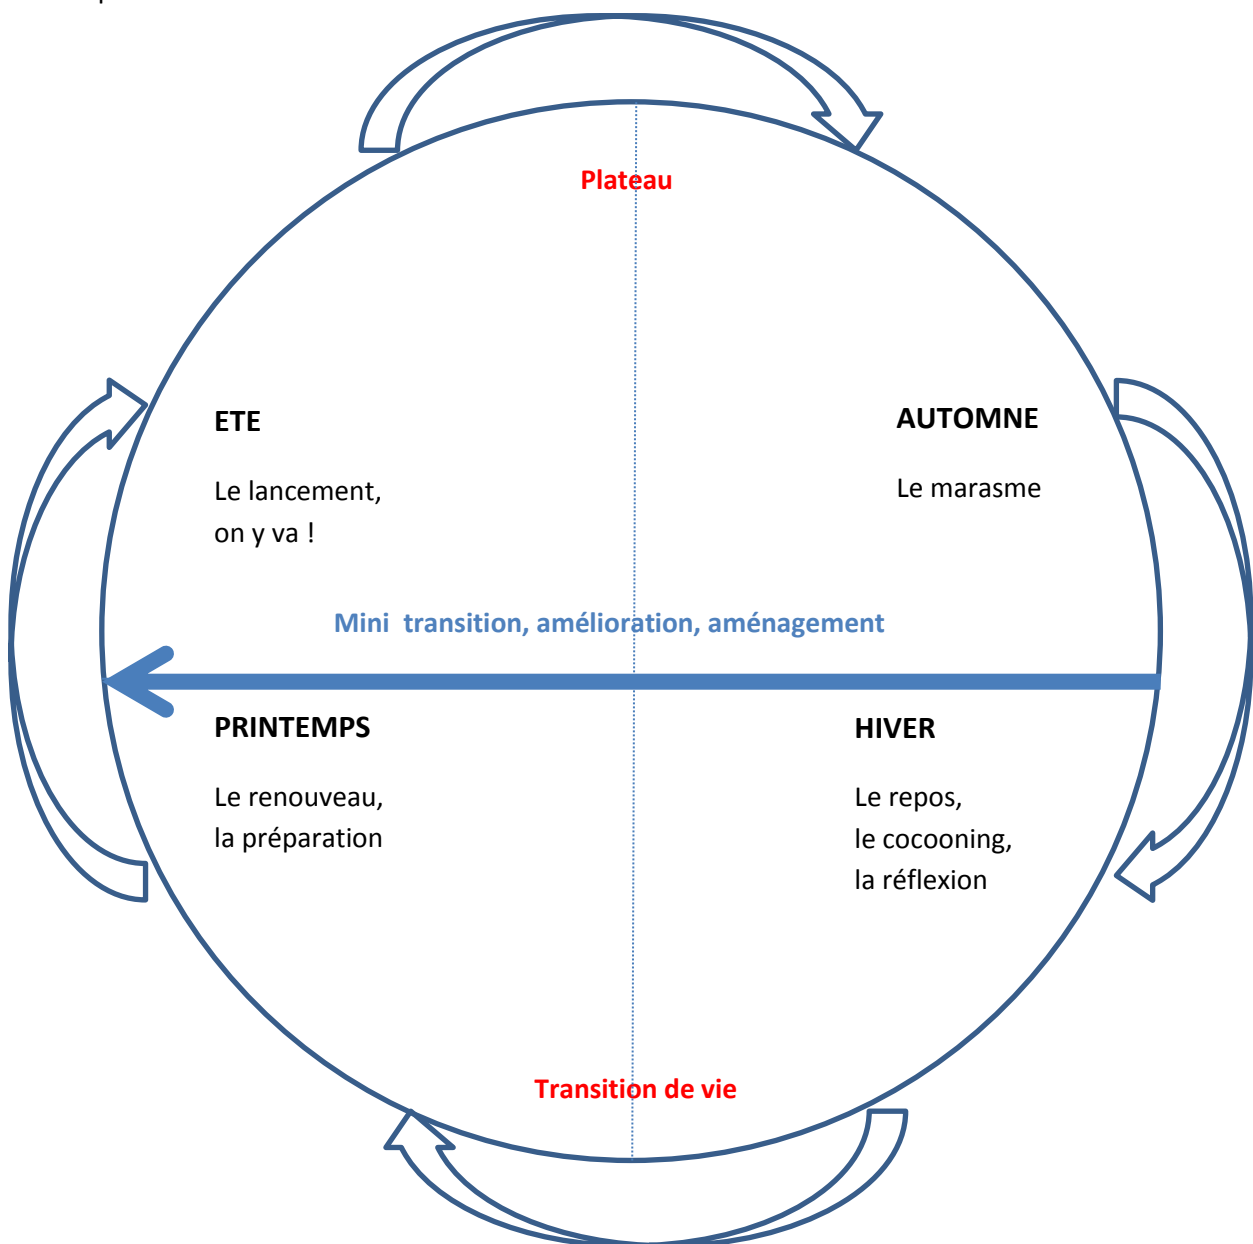 Plateau
ETE
Le lancement,
on y va !
AUTOMNE
Le marasme
Mini  transition, amélioration, aménagement
PRINTEMPS
Le renouveau,
la préparation
HIVER
Le repos,
le cocooning,
la réflexion
Transition de vie